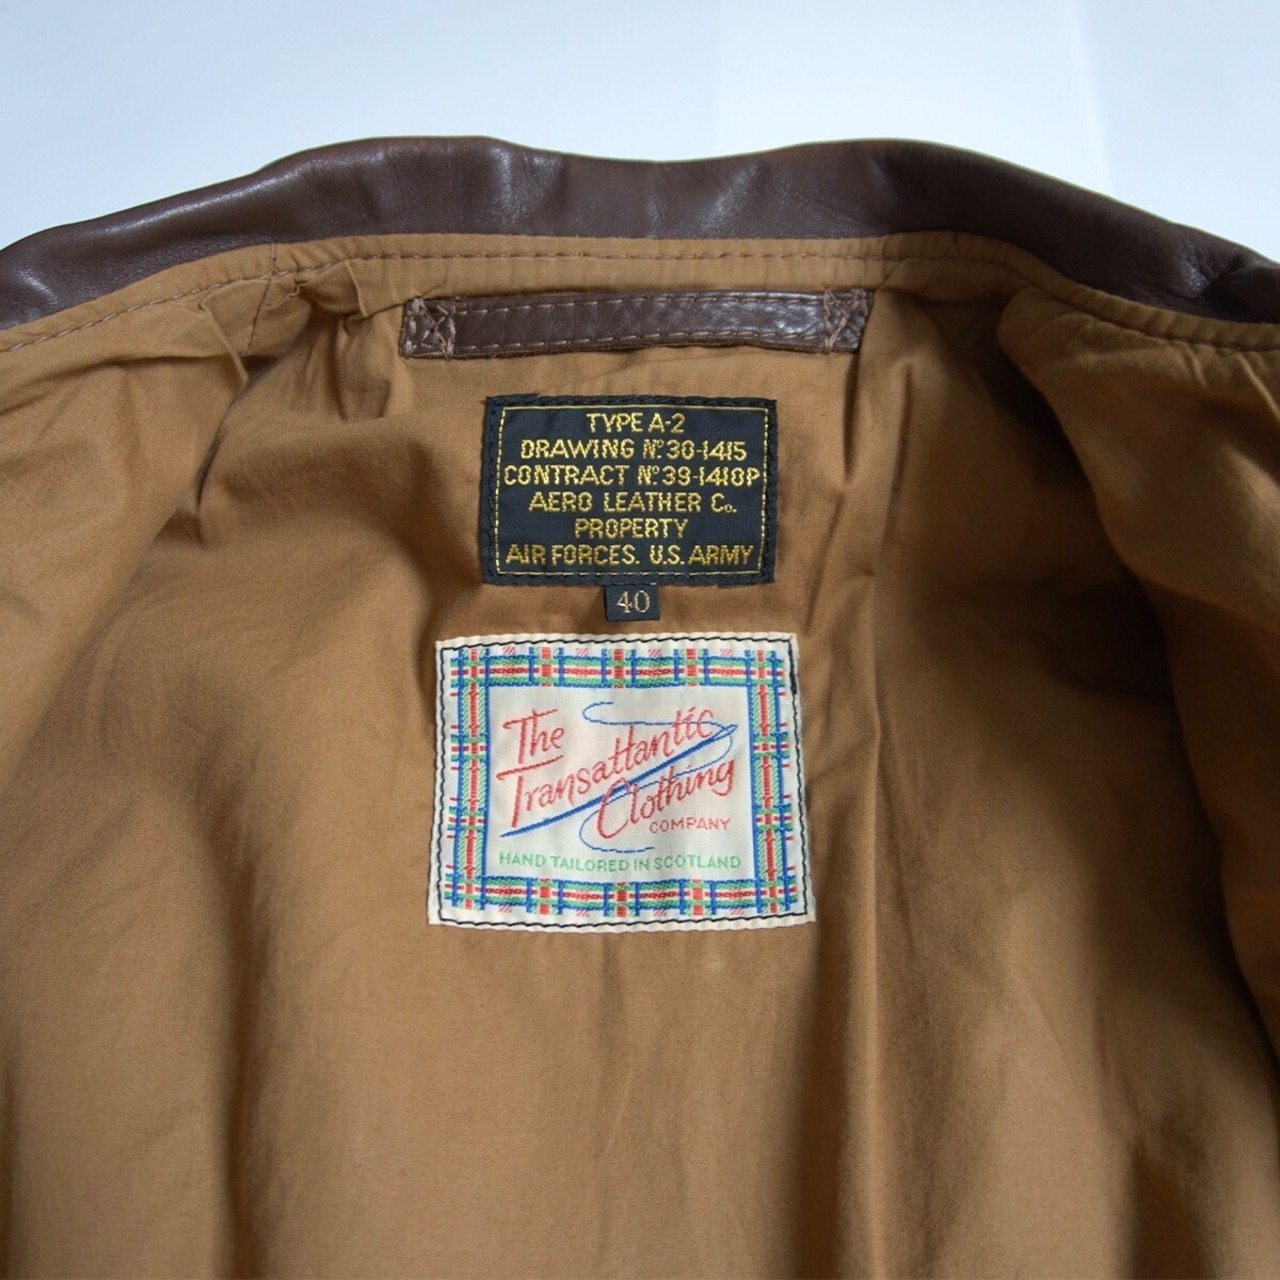 TYPE A-2
DRAWING Nº 30-1415
CONTRACT Nº 39-1418P
AERO LEATHER Co.
PROPERTY
AIR FORCES. U.S. ARMY
40
The
Transatlantic
Clothing
COMPANY
HAND TAILORED IN SCOTLAND